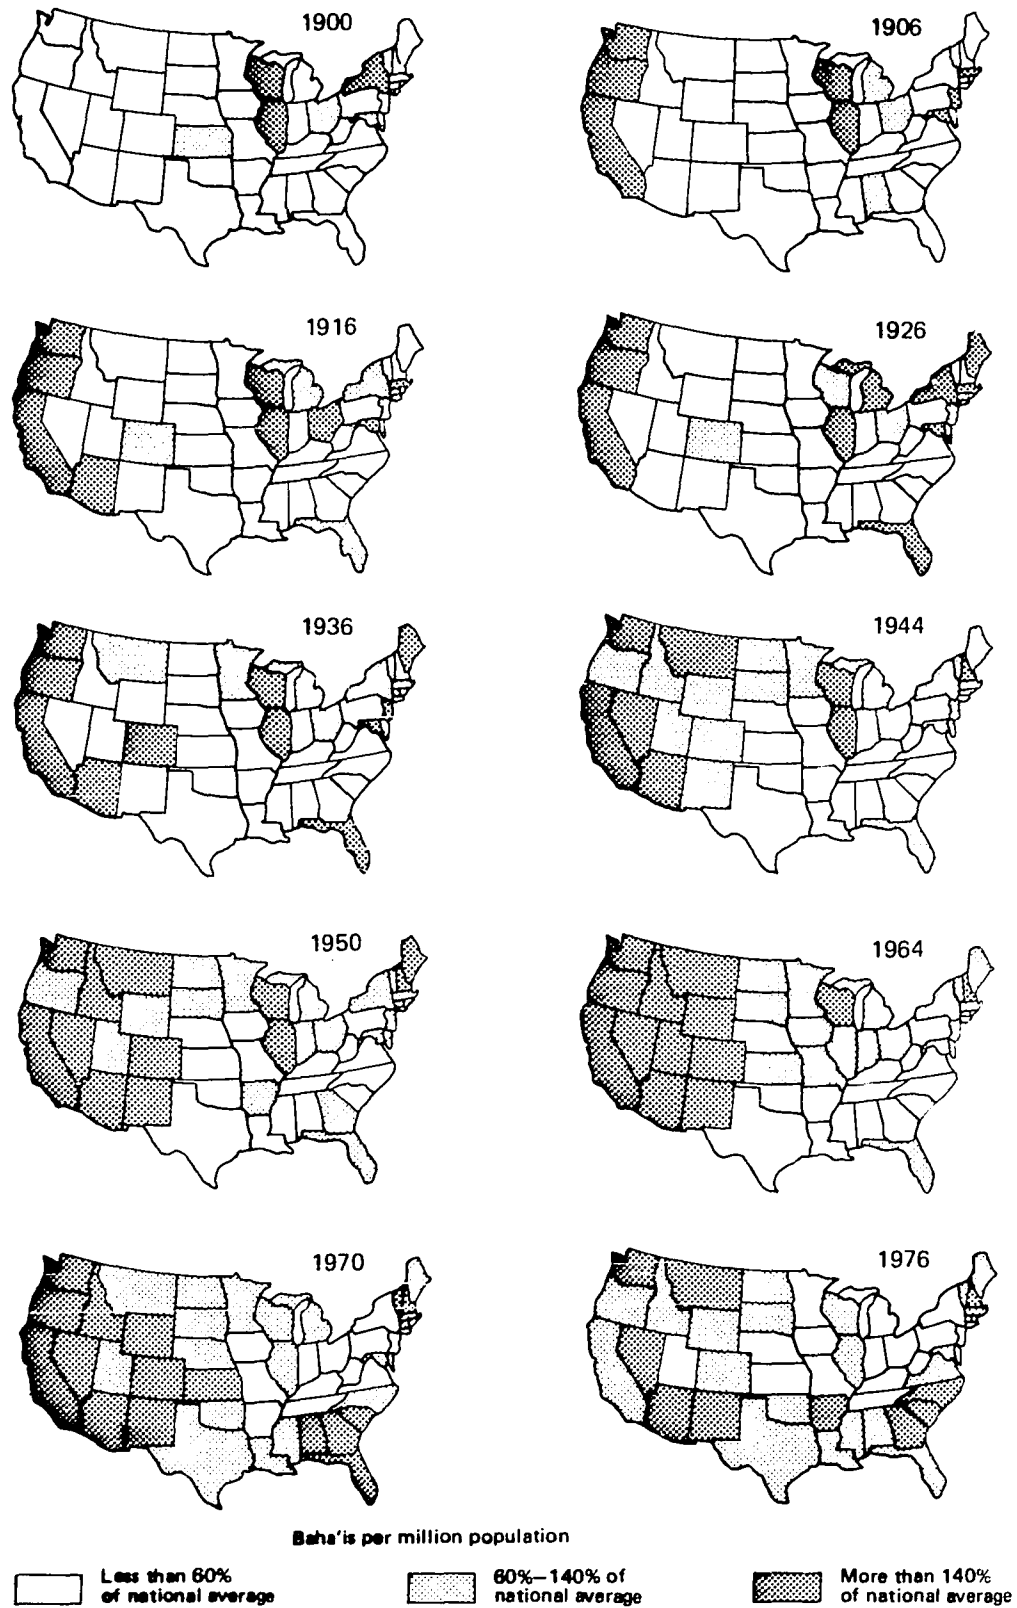 1900
1906
1916
1926
1936
1944
1950
1964
1970
1976
Baha'is per million population
Less than 60%
of national average
60%–140% of
national average
More than 140%
of national average